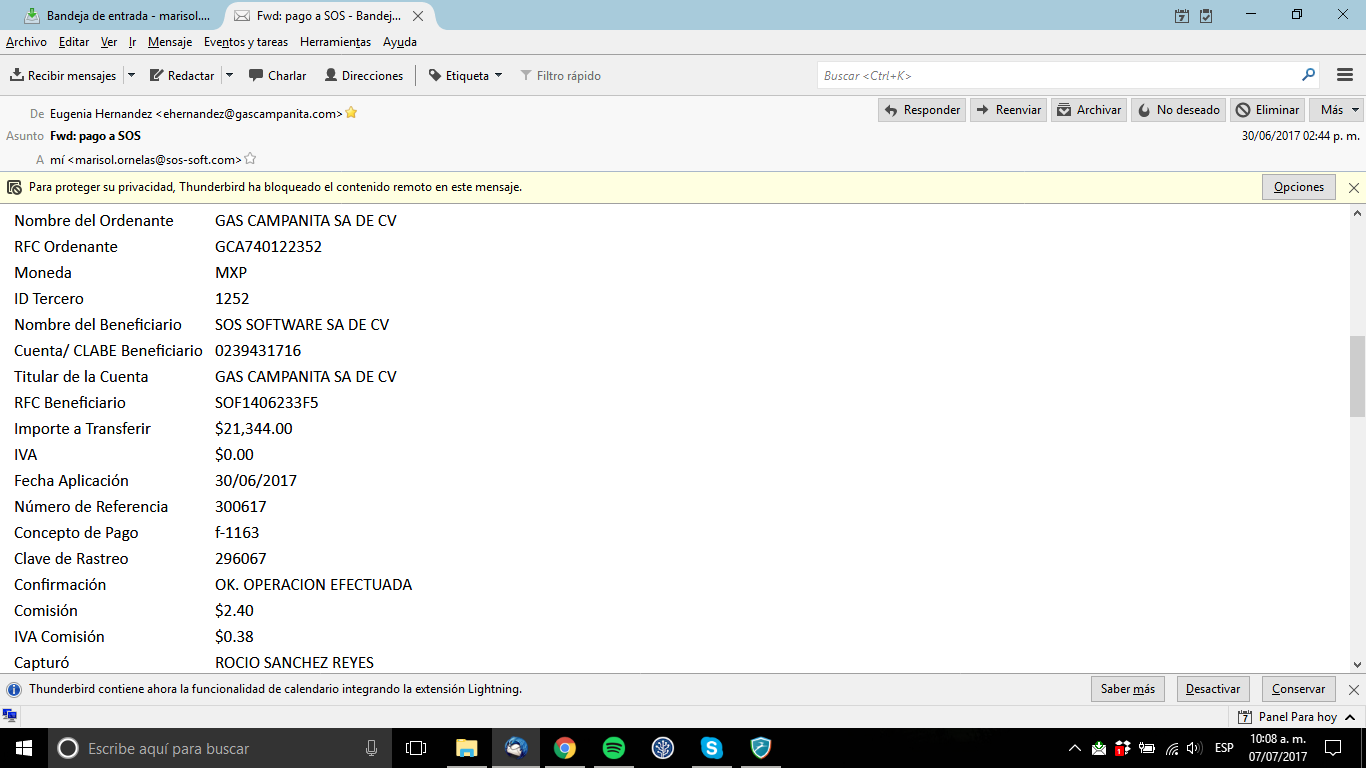 Bandeja de entrada - marisol....
Fwd: pago a SOS - Bandej...
Archivo Editar Ver Ir Mensaje Eventos y tareas Herramientas Ayuda
Recibir mensajes Redactar Charlar Direcciones Etiqueta Filtro rápido Buscar <Ctrl+K>
De Eugenia Hernandez <ehernandez@gascampanita.com> Responder Reenviar Archivar No deseado Eliminar Más
Asunto Fwd: pago a SOS 30/06/2017 02:44 p. m.
A mí <marisol.ornelas@sos-soft.com>
Para proteger su privacidad, Thunderbird ha bloqueado el contenido remoto en este mensaje. Opciones
Nombre del Ordenante GAS CAMPANITA SA DE CV
RFC Ordenante GCA740122352
Moneda MXP
ID Tercero 1252
Nombre del Beneficiario SOS SOFTWARE SA DE CV
Cuenta/ CLABE Beneficiario 0239431716
Titular de la Cuenta GAS CAMPANITA SA DE CV
RFC Beneficiario SOF1406233F5
Importe a Transferir $21,344.00
IVA $0.00
Fecha Aplicación 30/06/2017
Número de Referencia 300617
Concepto de Pago f-1163
Clave de Rastreo 296067
Confirmación OK. OPERACION EFECTUADA
Comisión $2.40
IVA Comisión $0.38
Capturó ROCIO SANCHEZ REYES
Thunderbird contiene ahora la funcionalidad de calendario integrando la extensión Lightning. Saber más Desactivar Conservar
7 Panel Para hoy
Escribe aquí para buscar ESP 10:08 a. m.
07/07/2017